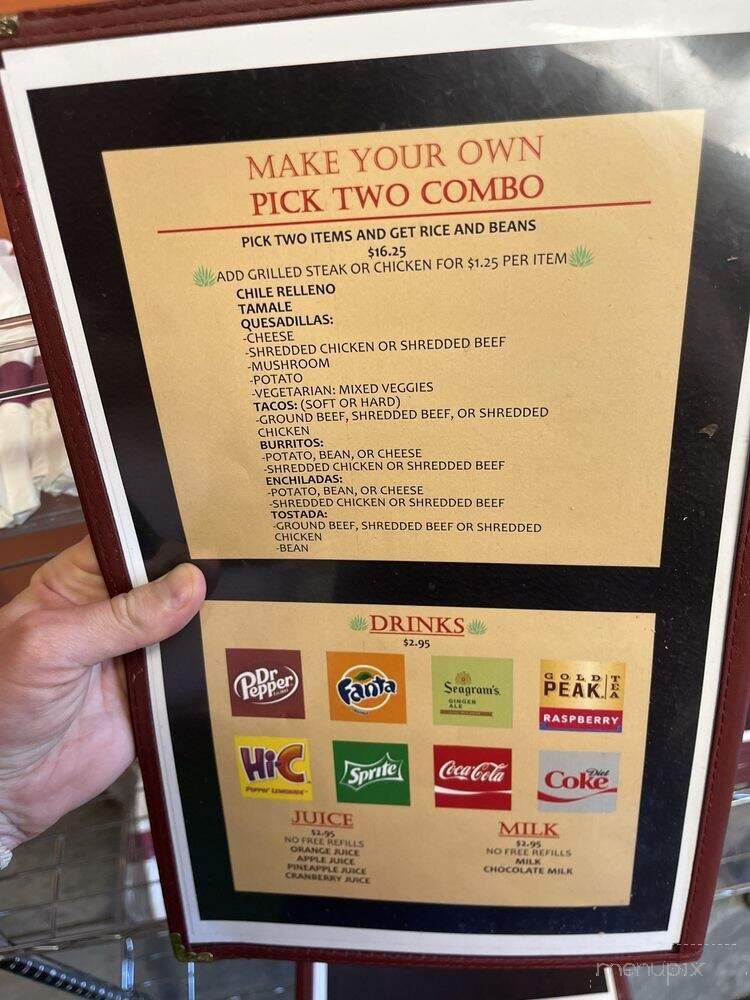 MAKE YOUR OWN
PICK TWO COMBO
PICK TWO ITEMS AND GET RICE AND BEANS
$16.25
ADD GRILLED STEAK OR CHICKEN FOR $1.25 PER ITEM
CHILE RELLENO
TAMALE
QUESADILLAS:
-CHEESE
-SHREDDED CHICKEN OR SHREDDED BEEF
-MUSHROOM
-POTATO
-VEGETARIAN: MIXED VEGGIES
TACOS: (SOFT OR HARD)
-GROUND BEEF, SHREDDED BEEF, OR SHREDDED
CHICKEN
BURRITOS:
-POTATO, BEAN, OR CHEESE
-SHREDDED CHICKEN OR SHREDDED BEEF
ENCHILADAS:
-POTATO, BEAN, OR CHEESE
-SHREDDED CHICKEN OR SHREDDED BEEF
TOSTADA:
-GROUND BEEF, SHREDDED BEEF OR SHREDDED
CHICKEN
-BEAN
DRINKS
$2.95
Dr Pepper
Fanta
Seagram's
GINGER
ALE
GOLD
PEAK
TEA
RASPBERRY
Hi-C
Sprite
Coca-Cola
Diet
Coke
JUICE
$2.95
NO FREE REFILLS
ORANGE JUICE
APPLE JUICE
PINEAPPLE JUICE
CRANBERRY JUICE
MILK
$2.95
NO FREE REFILLS
MILK
CHOCOLATE MILK
menupix